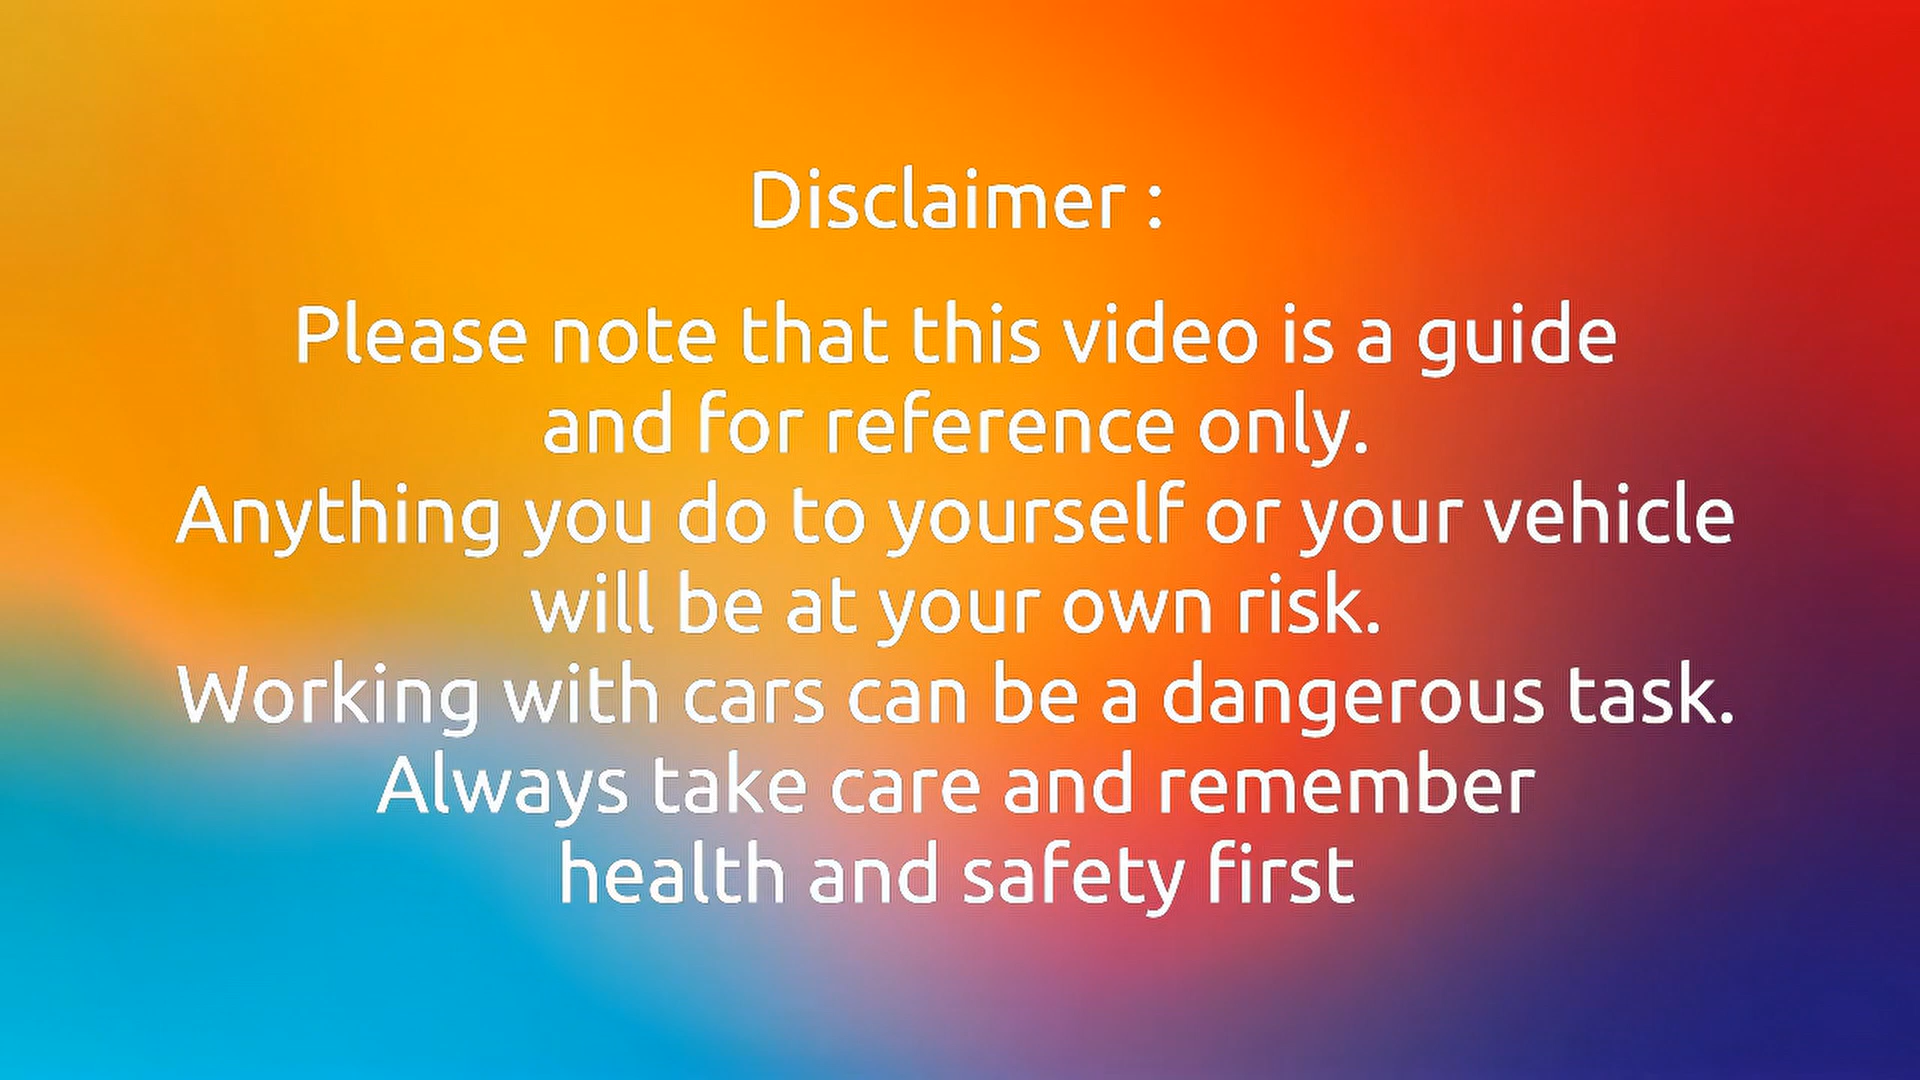 Disclaimer :
Please note that this video is a guide
and for reference only.
Anything you do to yourself or your vehicle
will be at your own risk.
Working with cars can be a dangerous task.
Always take care and remember
health and safety first